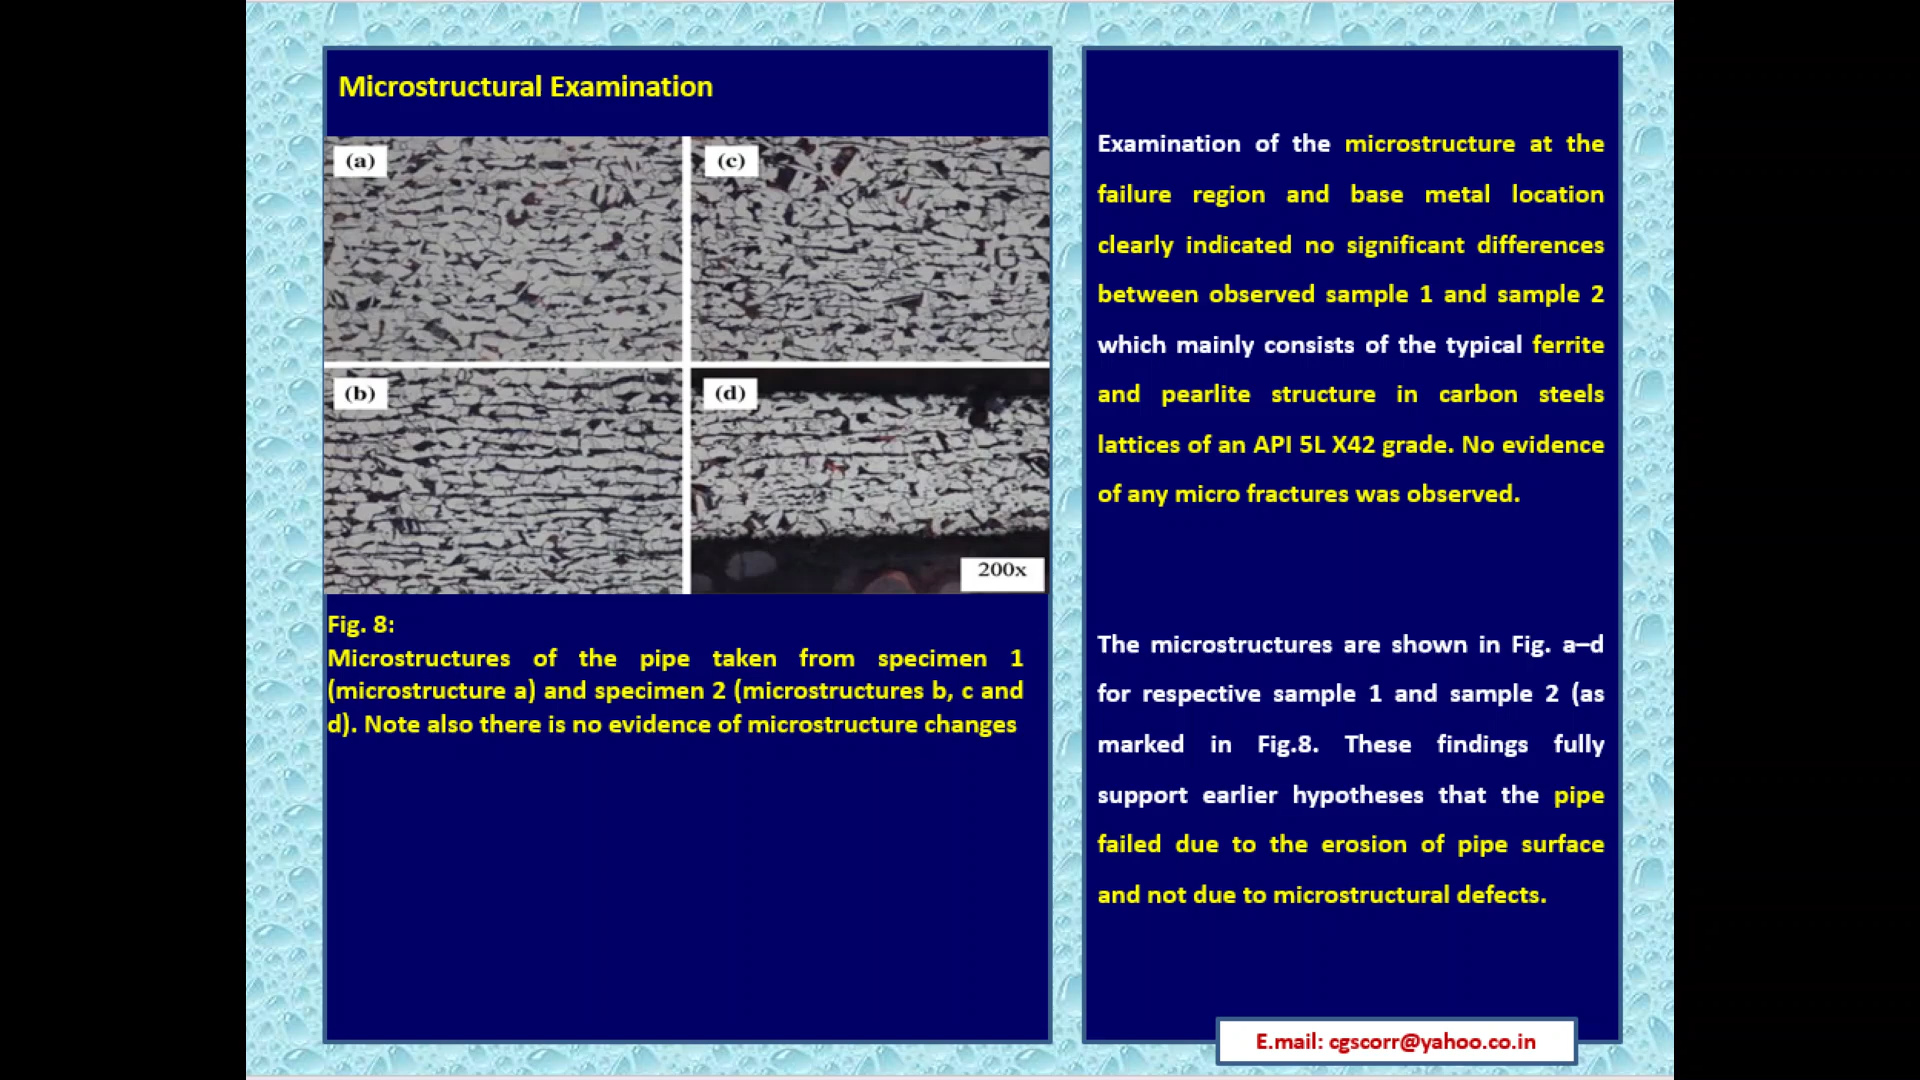 Microstructural Examination
(a)
(c)
(b)
(d)
200x
Fig. 8:
Microstructures of the pipe taken from specimen 1
(microstructure a) and specimen 2 (microstructures b, c and
d). Note also there is no evidence of microstructure changes
Examination of the microstructure at the
failure region and base metal location
clearly indicated no significant differences
between observed sample 1 and sample 2
which mainly consists of the typical ferrite
and pearlite structure in carbon steels
lattices of an API 5L X42 grade. No evidence
of any micro fractures was observed.
The microstructures are shown in Fig. a–d
for respective sample 1 and sample 2 (as
marked in Fig.8. These findings fully
support earlier hypotheses that the pipe
failed due to the erosion of pipe surface
and not due to microstructural defects.
E.mail: cgscorr@yahoo.co.in